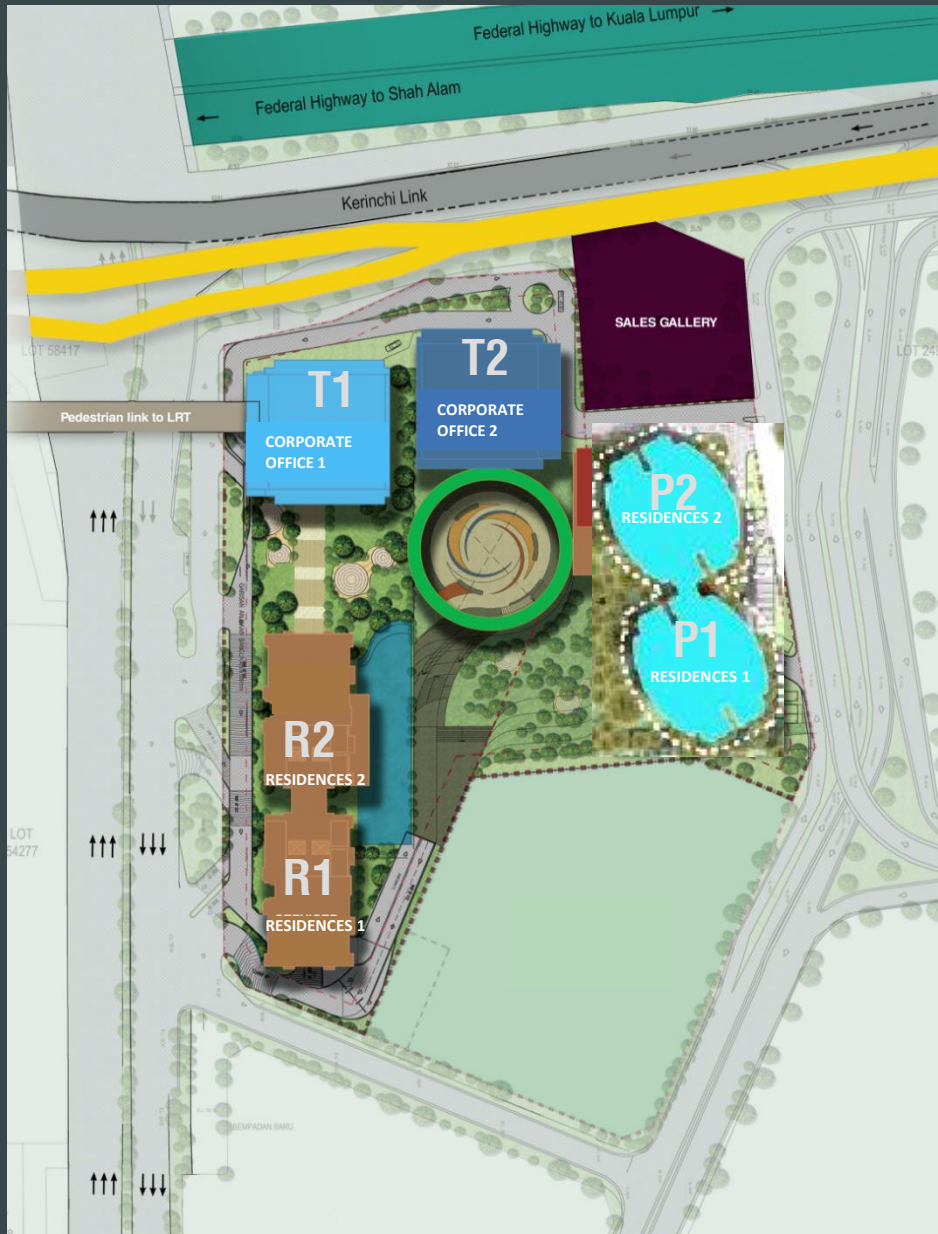 Federal Highway to Kuala Lumpur
Federal Highway to Shah Alam
Kerinchi Link
SALES GALLERY
LOT 58417
T1
CORPORATE
OFFICE 1
T2
CORPORATE
OFFICE 2
Pedestrian link to LRT
P2
RESIDENCES 2
P1
RESIDENCES 1
R2
RESIDENCES 2
R1
RESIDENCES 1
LOT
54277
SEMPADAN BARU